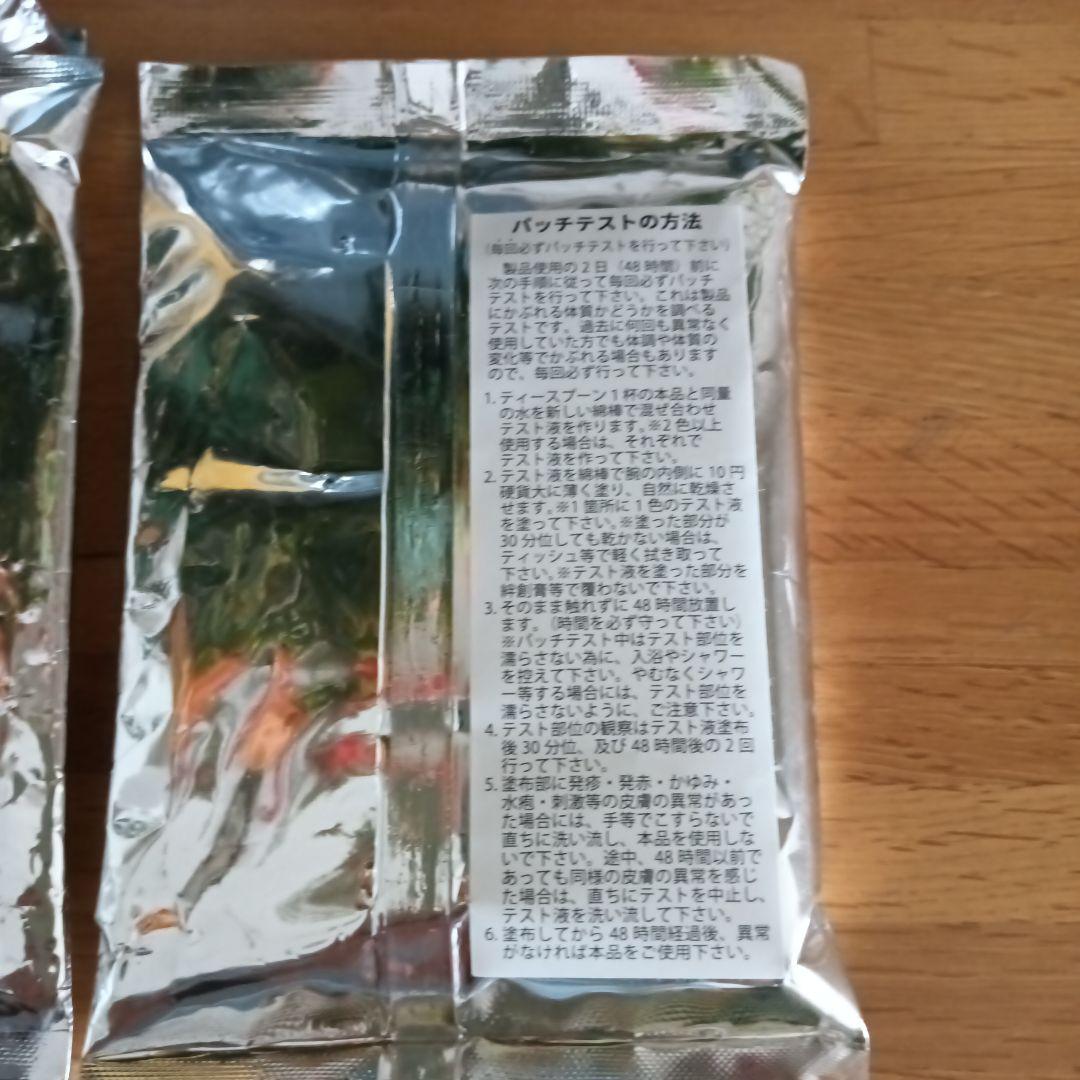 パッチテストの方法
(毎回必ずパッチテストを行って下さい)
製品使用の2日(48時間)前に
次の手順に従って毎回必ずパッチ
テストを行って下さい。これは製品
にかぶれる体質かどうかを調べる
テストです。過去に何回も異常なく
使用していた方でも体調や体質の
変化等でかぶれる場合もあります
ので、毎回必ず行って下さい。
1. ティースプーン1杯の本品と同量
の水を新しい綿棒で混ぜ合わせ
テスト液を作ります。※2色以上
使用する場合は、それぞれで
テスト液を作って下さい。
2. テスト液を綿棒で腕の内側に10円
硬貨大に薄く塗り、自然に乾燥さ
せます。※1箇所に1色のテスト液
を塗って下さい。※塗った部分が
30分位しても乾かない場合は、
ティッシュ等で軽く拭き取って
下さい。※テスト液を塗った部分を
絆創膏等で覆わないで下さい。
3. そのまま触れずに48時間放置し
ます。(時間を必ず守って下さい)
※パッチテスト中はテスト部位を
濡らさない為に、入浴やシャワー
を控えて下さい。やむなくシャワ
ー等する場合には、テスト部位を
濡らさないように、ご注意下さい。
4. テスト部位の観察はテスト液塗布
後30分位、及び48時間後の2回
行って下さい。
5. 塗布部に発疹・発赤・かゆみ・
水疱・刺激等の皮膚の異常があっ
た場合には、手等でこすらないで
直ちに洗い流し、本品を使用しな
いで下さい。途中、48時間以前で
あっても同様の皮膚の異常を感じ
た場合は、直ちにテストを中止し、
テスト液を洗い流して下さい。
6. 塗布してから48時間経過後、異常
がなければ本品をご使用下さい。